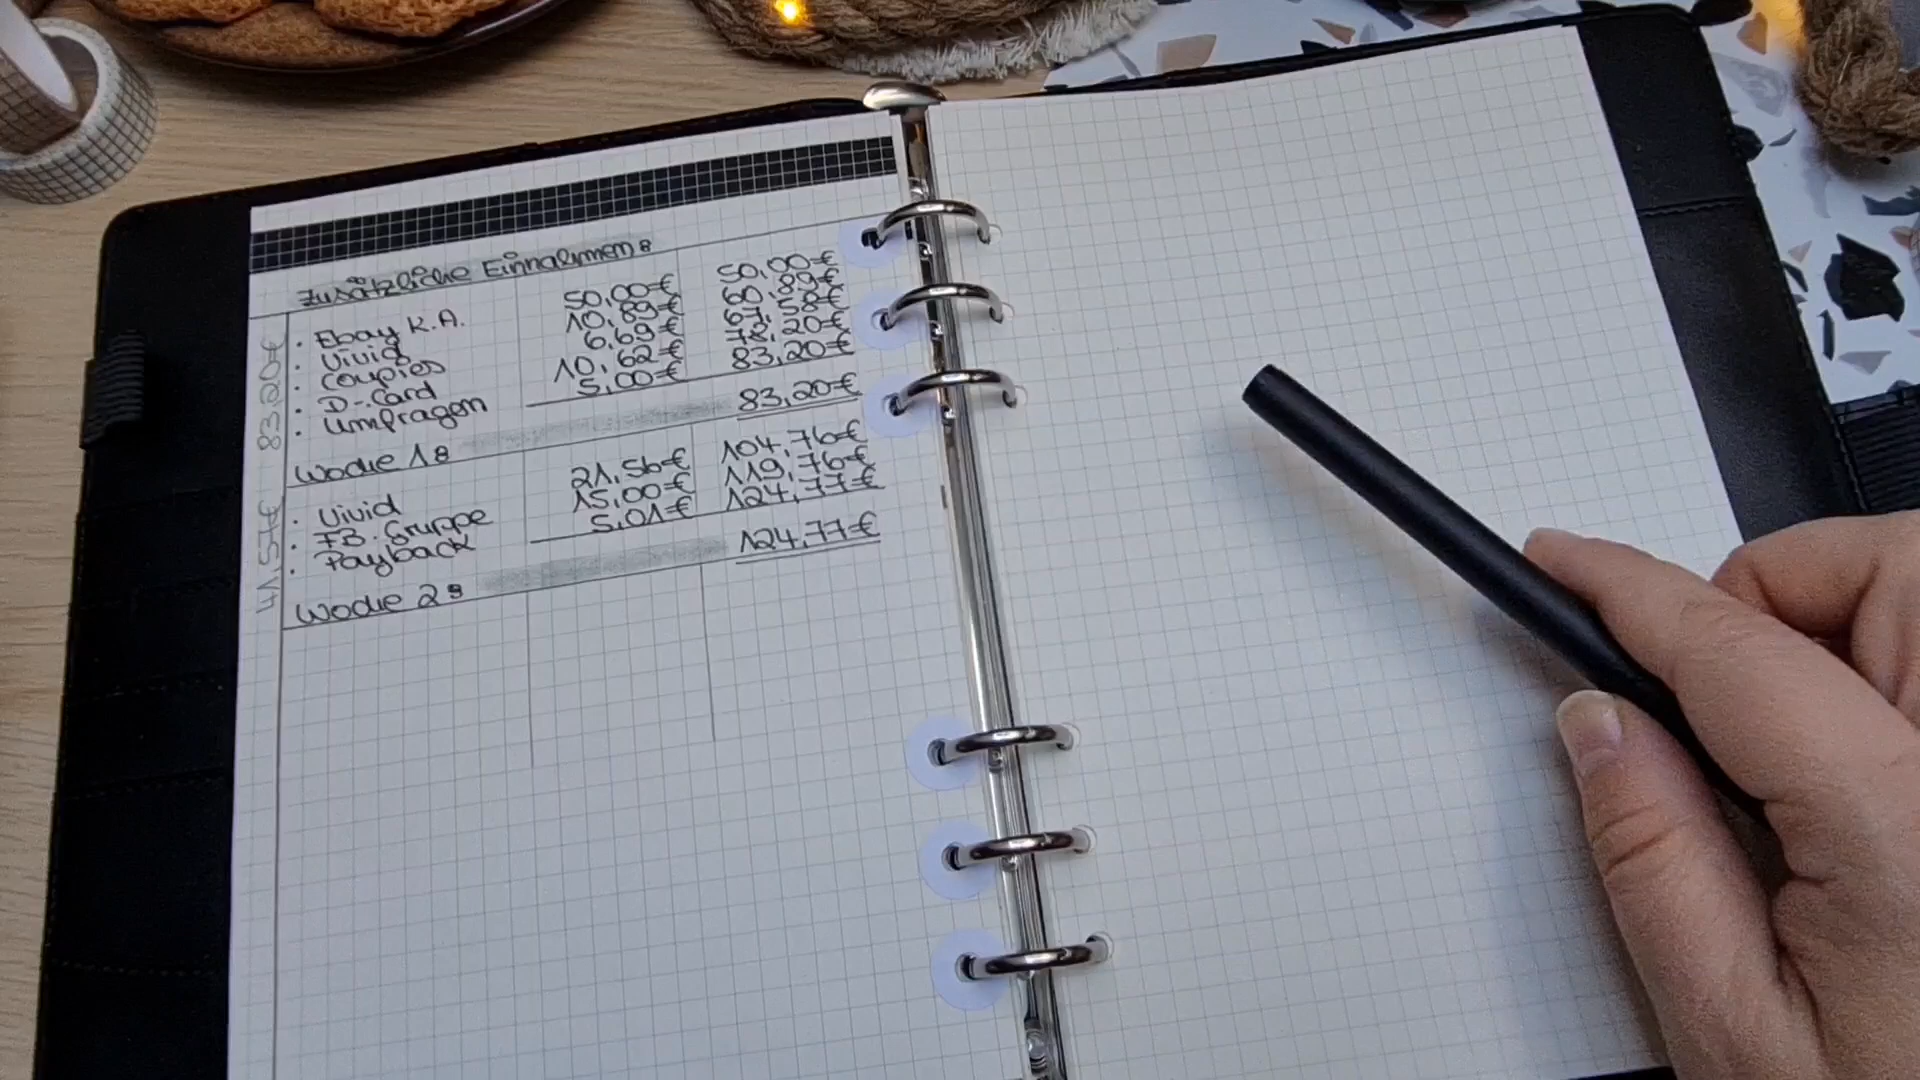 Zusätzliche Einnahmen:
• Ebay K.A. 50,00€ 50,00€
• Vivid 10,89€ 60,89€
• Coupies 6,69€ 67,58€
• D-Card 10,62€ 78,20€
• Umfragen 5,00€ 83,20€
Woche 1: 83,20€
• Vivid 21,56€ 104,76€
• FB. Gruppe 15,00€ 119,76€
• Payback 5,01€ 124,77€
Woche 2: 124,77€
83,20€
41,57€